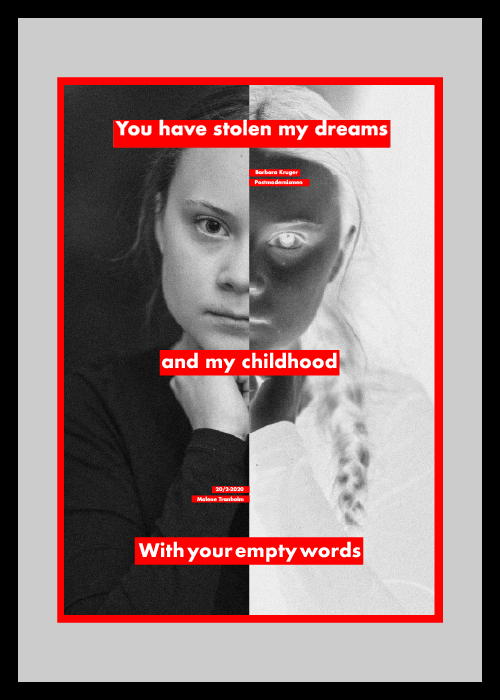 You have stolen my dreams
Barbara Kruger
Postmodernismen
and my childhood
20/2-2020
Malene Tranholm
With your empty words